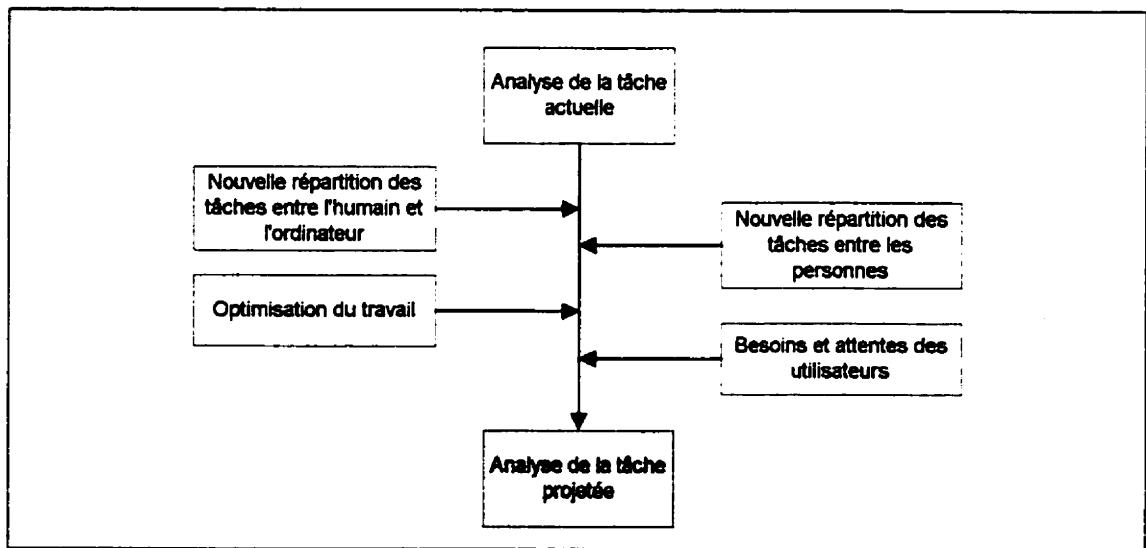 Analyse de la tâche
actuelle
Nouvelle répartition des
tâches entre l'humain et
l'ordinateur
Nouvelle répartition des
tâches entre les
personnes
Optimisation du travail
Besoins et attentes des
utilisateurs
Analyse de la tâche
projetée